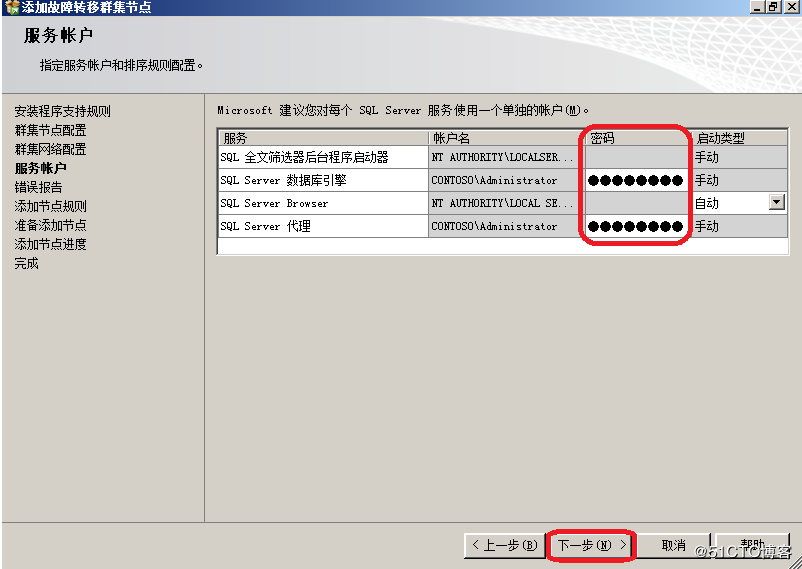 添加故障转移群集节点
服务帐户
指定服务帐户和排序规则配置。
安装程序支持规则
群集节点配置
群集网络配置
服务帐户
错误报告
添加节点规则
准备添加节点
添加节点进度
完成
Microsoft 建议您对每个 SQL Server 服务使用一个单独的帐户(M)。
服务 帐户名 密码 启动类型
SQL 全文筛选器后台程序启动器 NT AUTHORITY\LOCALSER... 手动
SQL Server 数据库引擎 CONTOSO\Administrator ●●●●●●●● 手动
SQL Server Browser NT AUTHORITY\LOCAL SE... 自动
SQL Server 代理 CONTOSO\Administrator ●●●●●●●● 手动
< 上一步(B) 下一步(N) > 取消 帮助
@51CTO博客